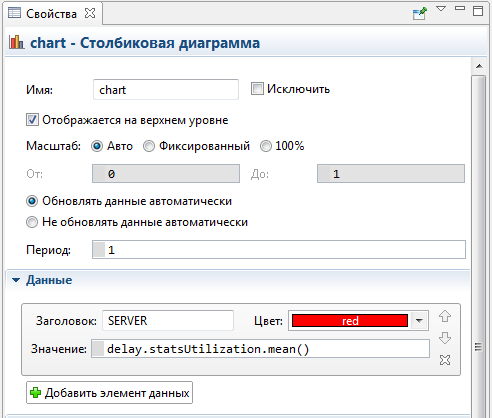 Свойства
chart - Столбиковая диаграмма
Имя: chart Исключить
Отображается на верхнем уровне
Масштаб: Авто Фиксированный 100%
От: 0 До: 1
Обновлять данные автоматически
Не обновлять данные автоматически
Период: 1
Данные
Заголовок: SERVER Цвет: red
Значение: delay.statsUtilization.mean()
Добавить элемент данных